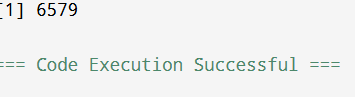 [1] 6579
=== Code Execution Successful ===